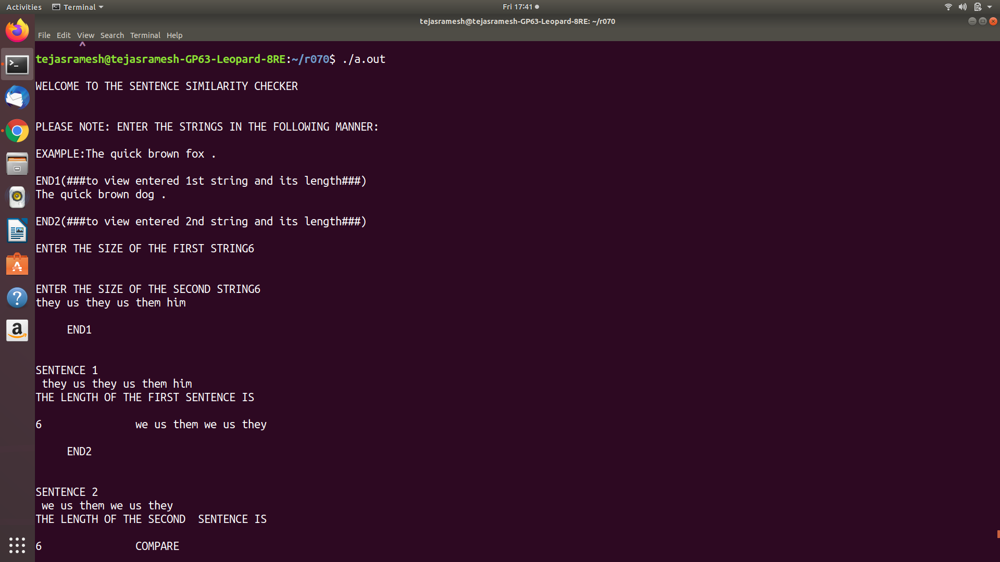 Activities Terminal Fri 17:41
tejasramesh@tejasramesh-GP63-Leopard-8RE: ~/r070
File Edit View Search Terminal Help
^
tejasramesh@tejasramesh-GP63-Leopard-8RE:~/r070$ ./a.out
WELCOME TO THE SENTENCE SIMILARITY CHECKER
PLEASE NOTE: ENTER THE STRINGS IN THE FOLLOWING MANNER:
EXAMPLE:The quick brown fox .
END1(###to view entered 1st string and its length###)
The quick brown dog .
END2(###to view entered 2nd string and its length###)
ENTER THE SIZE OF THE FIRST STRING6
ENTER THE SIZE OF THE SECOND STRING6
they us they us them him
END1
SENTENCE 1
they us they us them him
THE LENGTH OF THE FIRST SENTENCE IS
6 we us them we us they
END2
SENTENCE 2
we us them we us they
THE LENGTH OF THE SECOND  SENTENCE IS
6 COMPARE